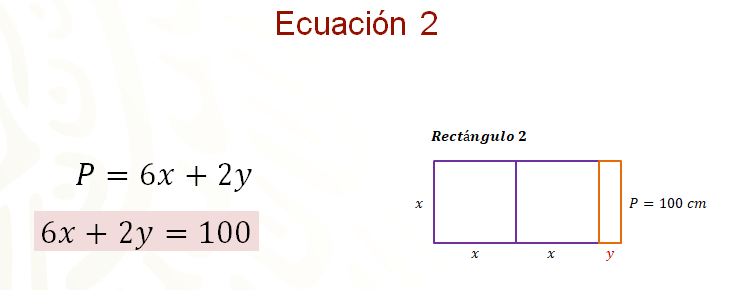 Ecuación 2
P = 6x + 2y
6x + 2y = 100
Rectángulo 2
x
P = 100 cm
x x y